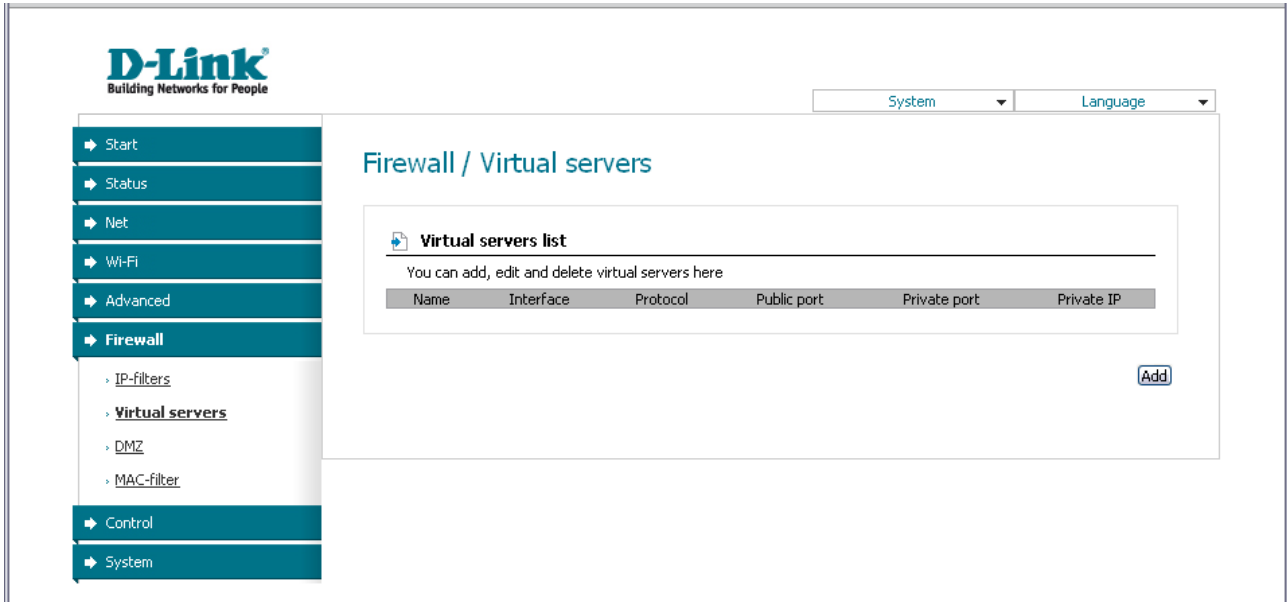 D-Link
Building Networks for People
System
Language
Start
Status
Net
Wi-Fi
Advanced
Firewall
IP-filters
Virtual servers
DMZ
MAC-filter
Control
System
Firewall / Virtual servers
Virtual servers list
You can add, edit and delete virtual servers here
Name Interface Protocol Public port Private port Private IP
Add